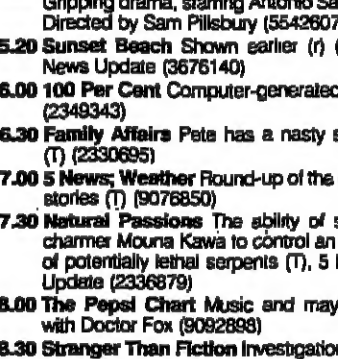 Gripping drama, starring Antonio Sa
Directed by Sam Pillsbury (5542607
5.20 Sunset Beach Shown earlier (r) (
News Update (3676140)
6.00 100 Per Cent Computer-generated
(2349343)
6.30 Family Affairs Pete has a nasty s
(T) (2330695)
7.00 5 News; Weather Round-up of the
stories (T) (9076850)
7.30 Natural Passions The ability of s
charmer Mouna Kawa to control an
of potentially lethal serpents (T), 5
Update (2336879)
8.00 The Pepsi Chart Music and may
with Doctor Fox (9092898)
8.30 Stranger Than Fiction Investigation